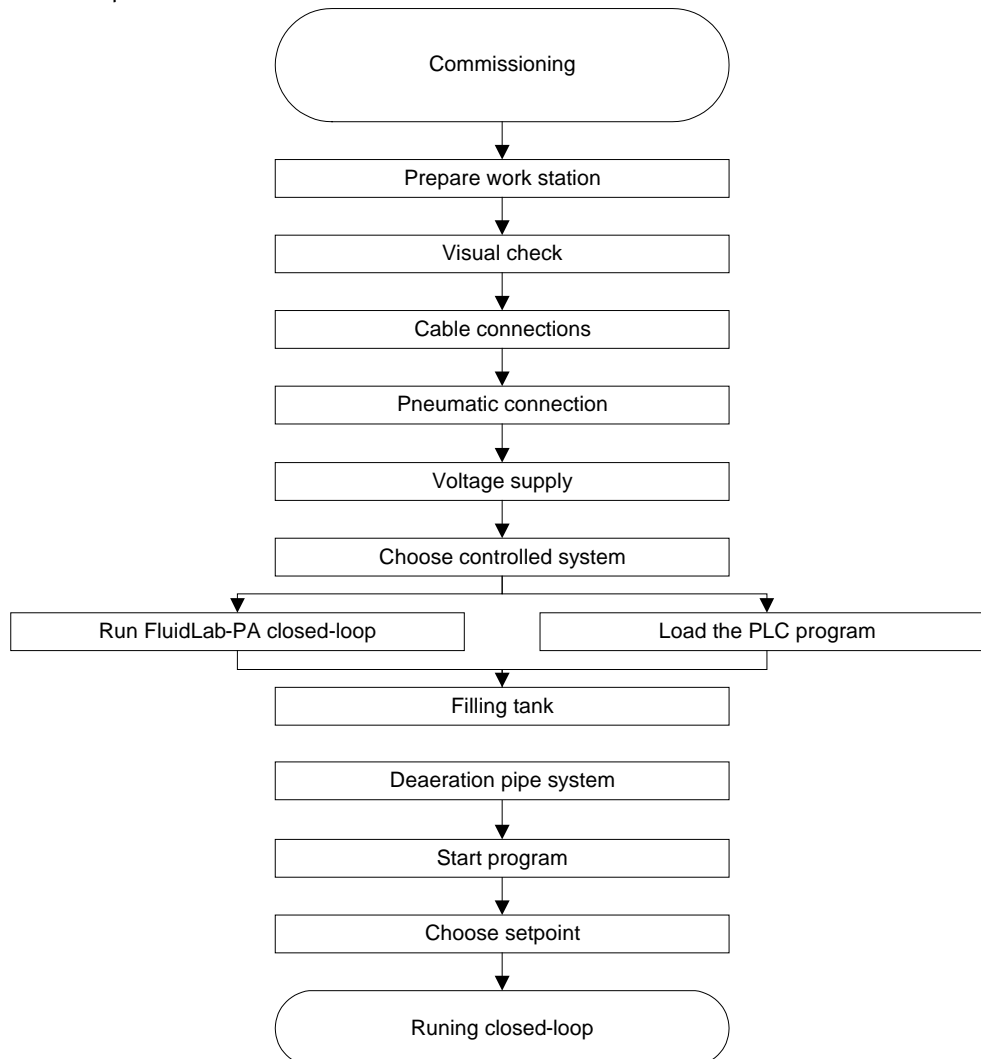 Commissioning
Prepare work station
Visual check
Cable connections
Pneumatic connection
Voltage supply
Choose controlled system
Run FluidLab-PA closed-loop
Load the PLC program
Filling tank
Deaeration pipe system
Start program
Choose setpoint
Runing closed-loop